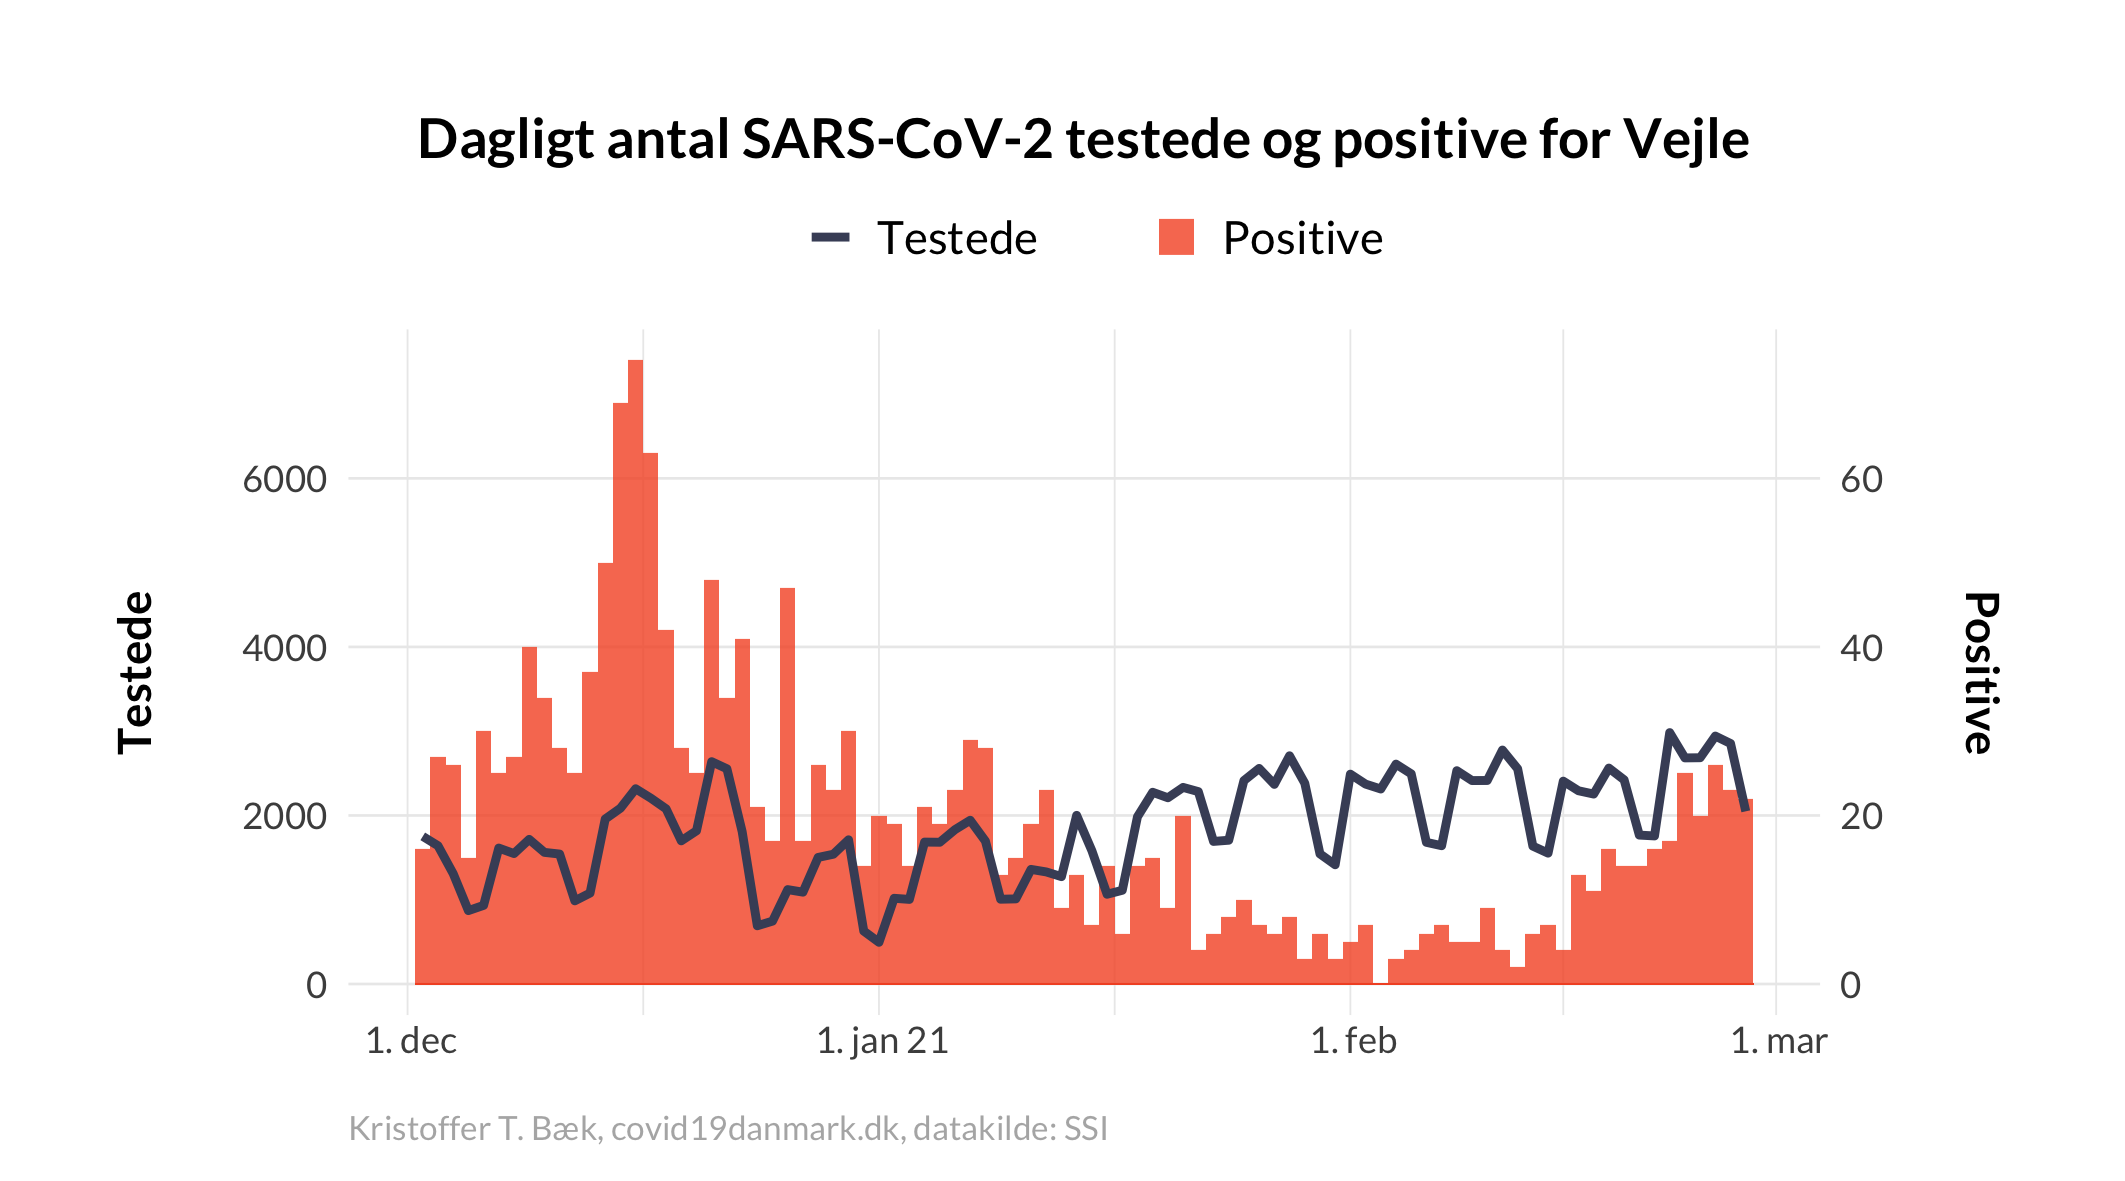 Dagligt antal SARS-CoV-2 testede og positive for Vejle
Testede Positive
Testede
6000
4000
2000
0
60
40
20
0
Positive
1. dec 1. jan 21 1. feb 1. mar
Kristoffer T. Bæk, covid19danmark.dk, datakilde: SSI